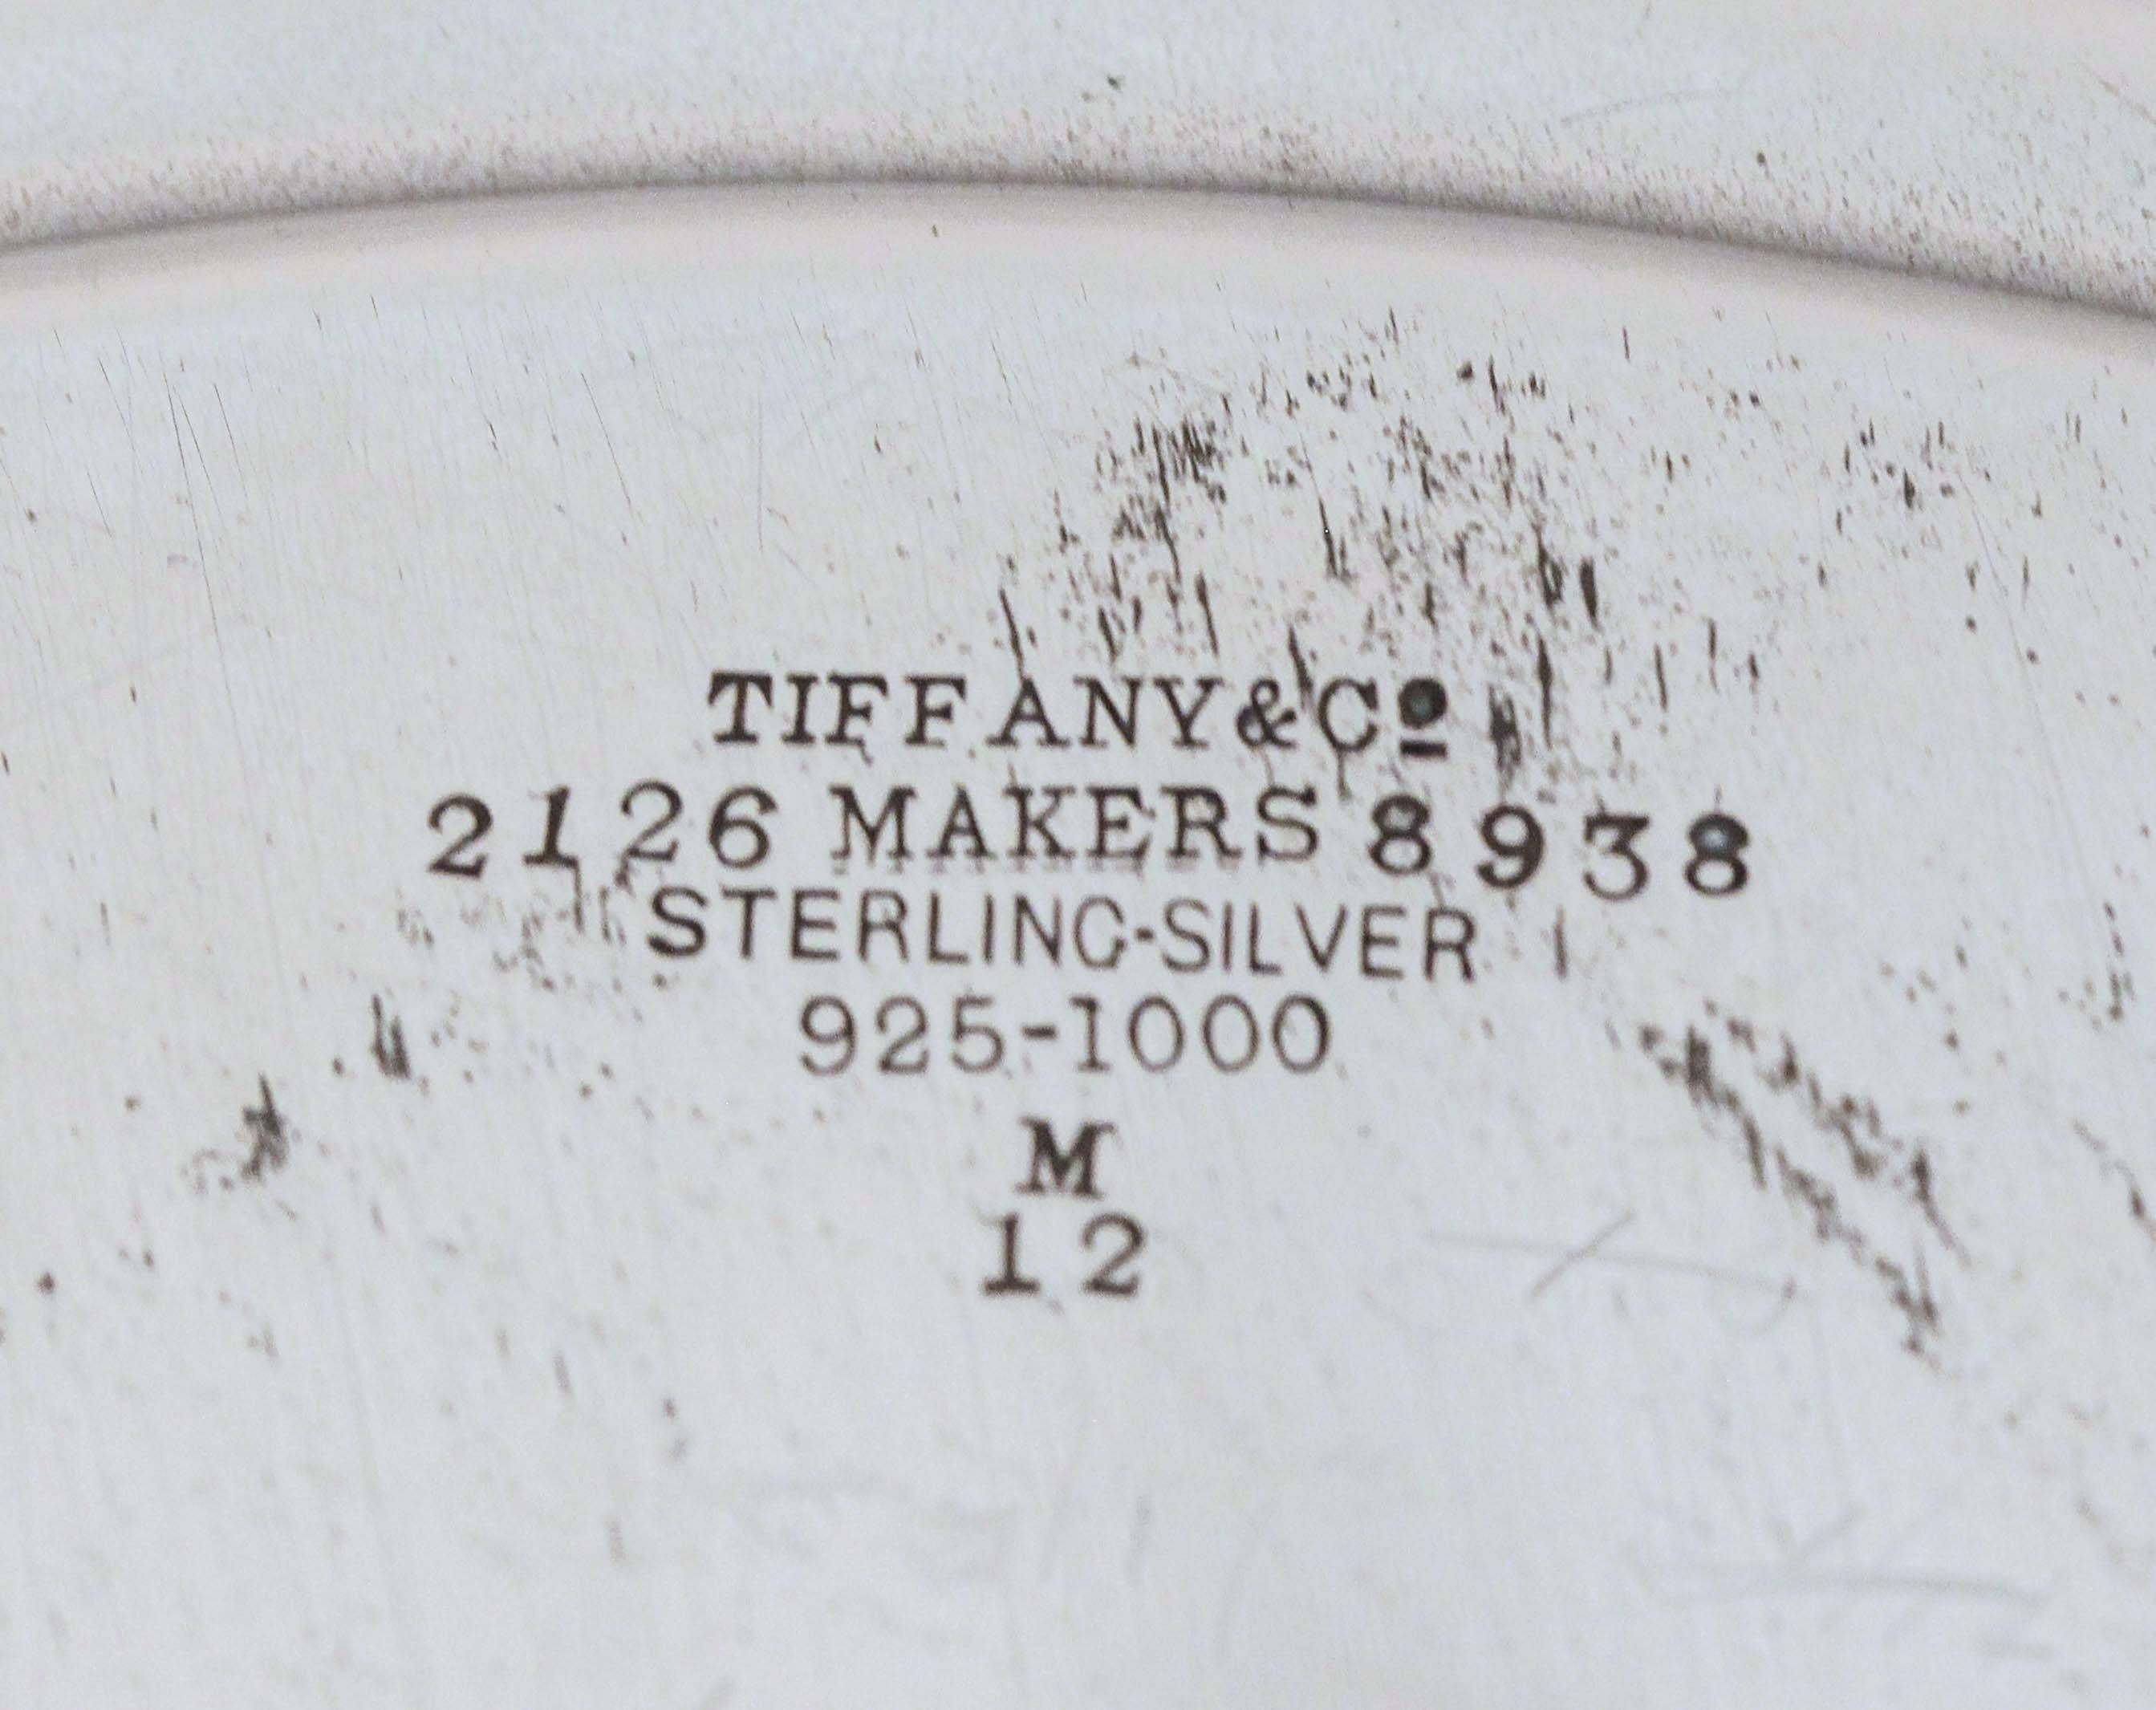 TIFFANY & Cº
2126 MAKERS 8938
STERLING-SILVER
925-1000
M
12